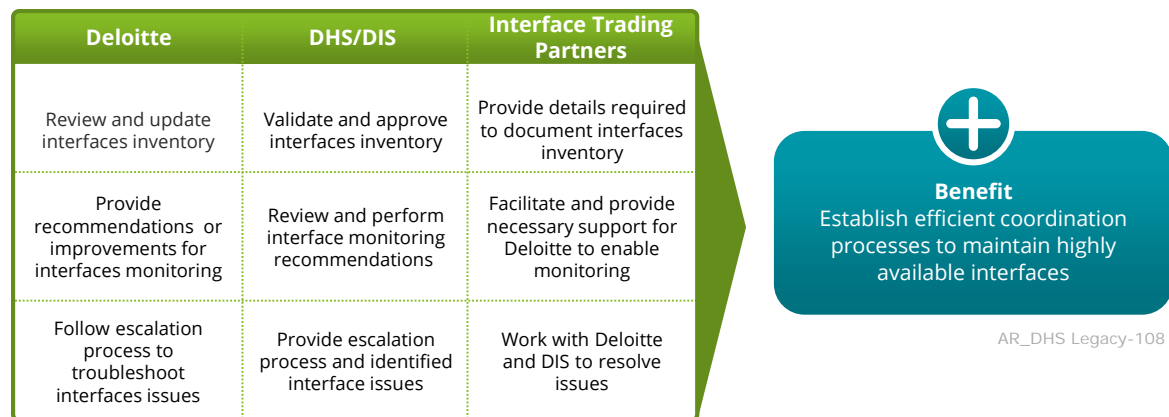 Deloitte
DHS/DIS
Interface Trading
Partners
Review and update
interfaces inventory
Validate and approve
interfaces inventory
Provide details required
to document interfaces
inventory
Provide
recommendations or
improvements for
interfaces monitoring
Review and perform
interface monitoring
recommendations
Facilitate and provide
necessary support for
Deloitte to enable
monitoring
Follow escalation
process to
troubleshoot
interfaces issues
Provide escalation
process and identified
interface issues
Work with Deloitte
and DIS to resolve
issues
Benefit
Establish efficient coordination
processes to maintain highly
available interfaces
AR_DHS Legacy-108